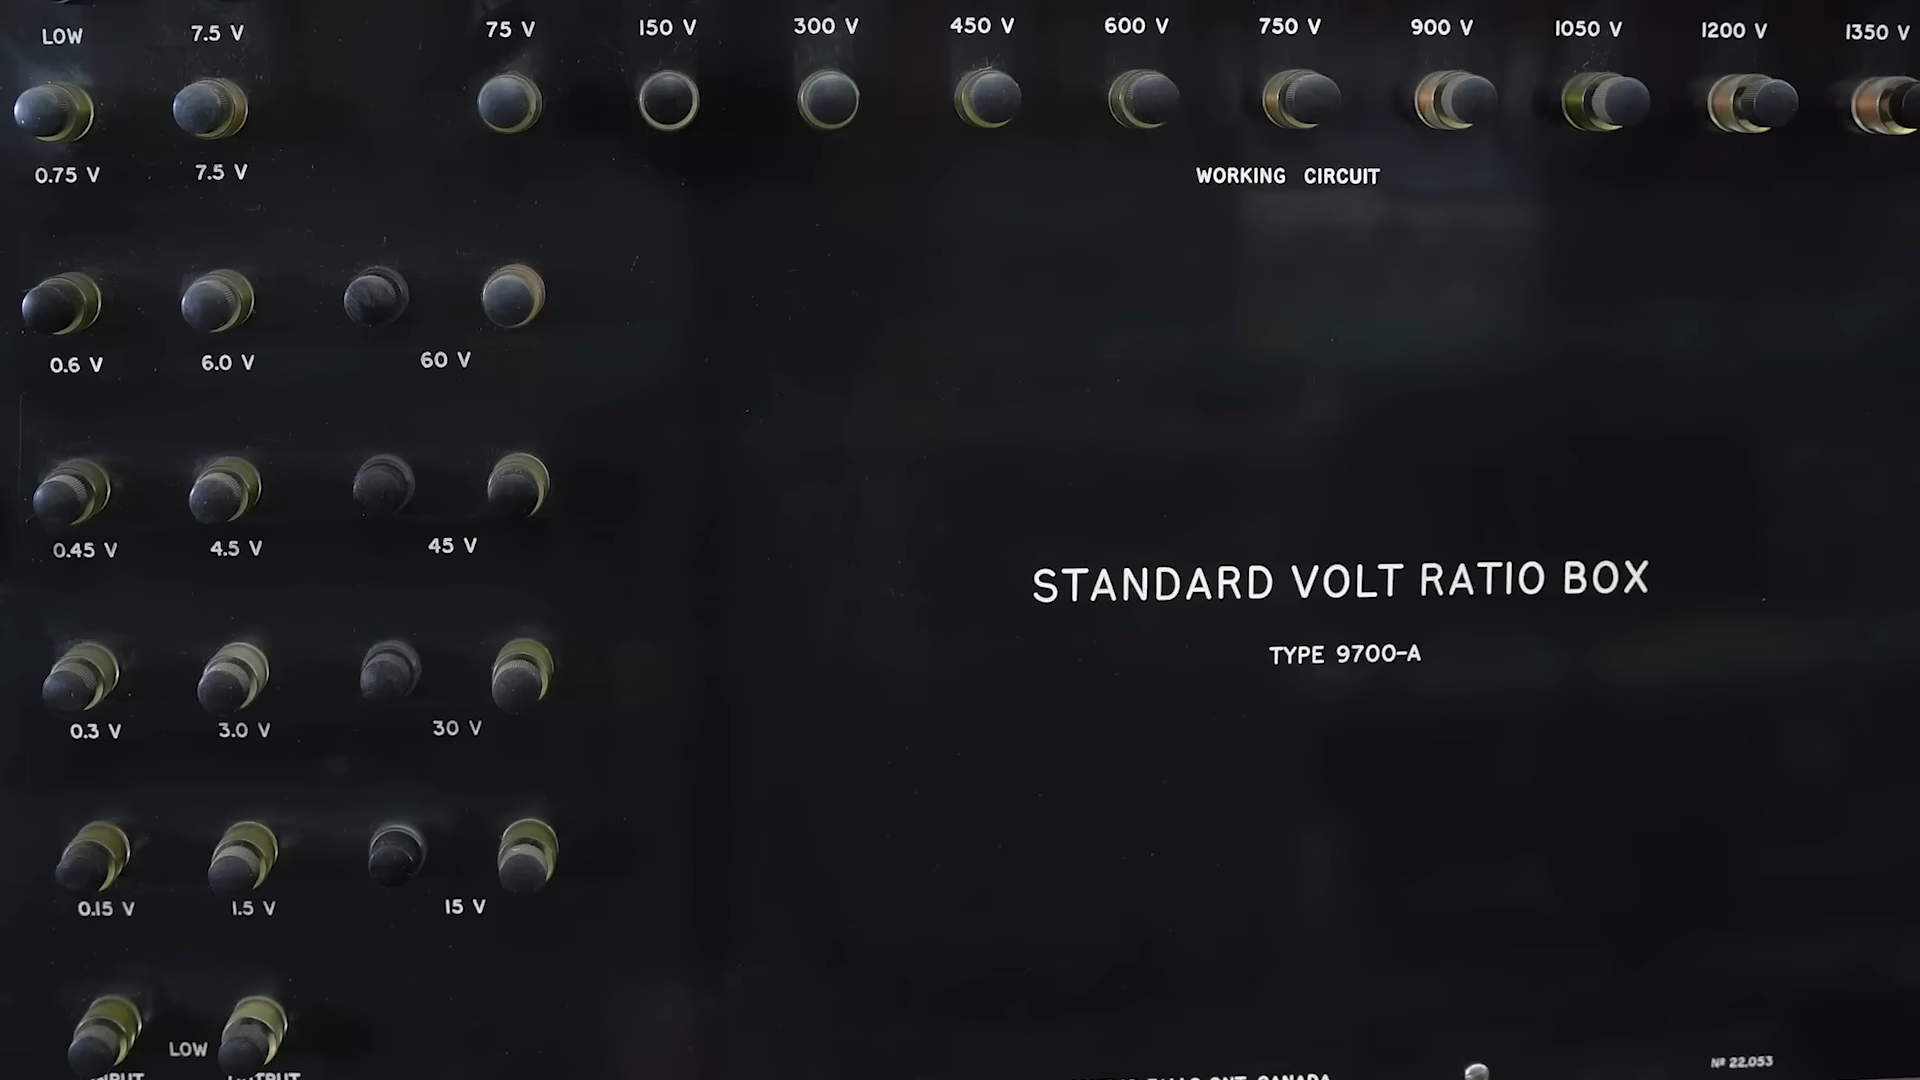 LOW 7.5 V 75 V 150 V 300 V 450 V 600 V 750 V 900 V 1050 V 1200 V 1350 V
0.75 V 7.5 V WORKING CIRCUIT
0.6 V 6.0 V 60 V
0.45 V 4.5 V 45 V
STANDARD VOLT RATIO BOX
TYPE 9700-A
0.3 V 3.0 V 30 V
0.15 V 1.5 V 15 V
LOW
Nº 22.053
ONT. CANADA